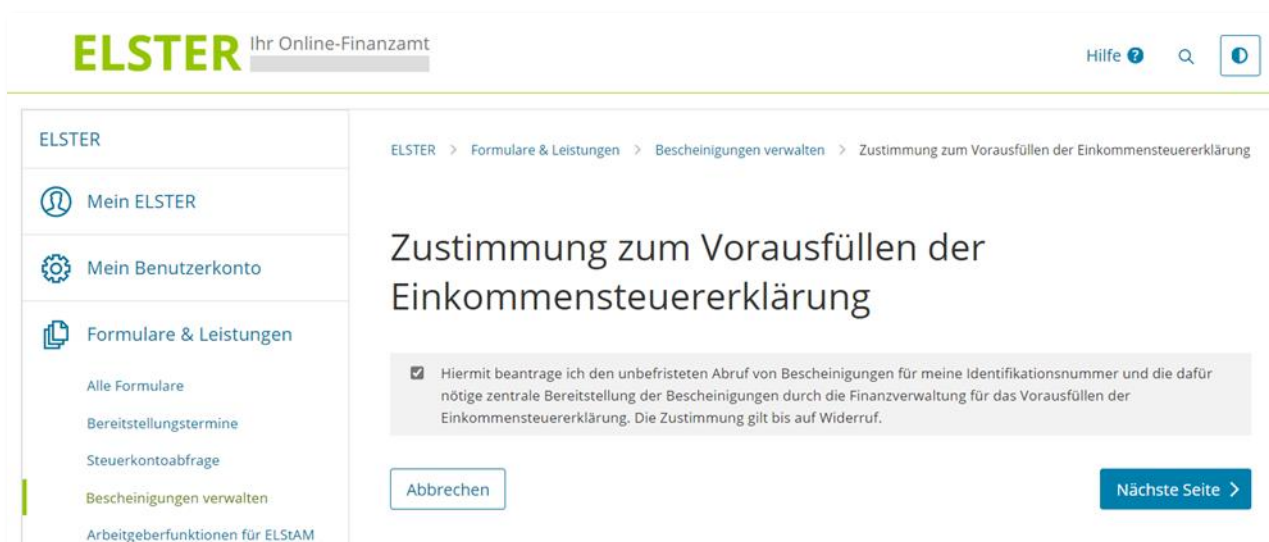 ELSTER Ihr Online-Finanzamt
Hilfe ?
ELSTER
Mein ELSTER
Mein Benutzerkonto
Formulare & Leistungen
Alle Formulare
Bereitstellungstermine
Steuerkontoabfrage
Bescheinigungen verwalten
Arbeitgeberfunktionen für ELStAM
ELSTER > Formulare & Leistungen > Bescheinigungen verwalten > Zustimmung zum Vorausfüllen der Einkommensteuererklärung
Zustimmung zum Vorausfüllen der
Einkommensteuererklärung
Hiermit beantrage ich den unbefristeten Abruf von Bescheinigungen für meine Identifikationsnummer und die dafür
nötige zentrale Bereitstellung der Bescheinigungen durch die Finanzverwaltung für das Vorausfüllen der
Einkommensteuererklärung. Die Zustimmung gilt bis auf Widerruf.
Abbrechen
Nächste Seite >